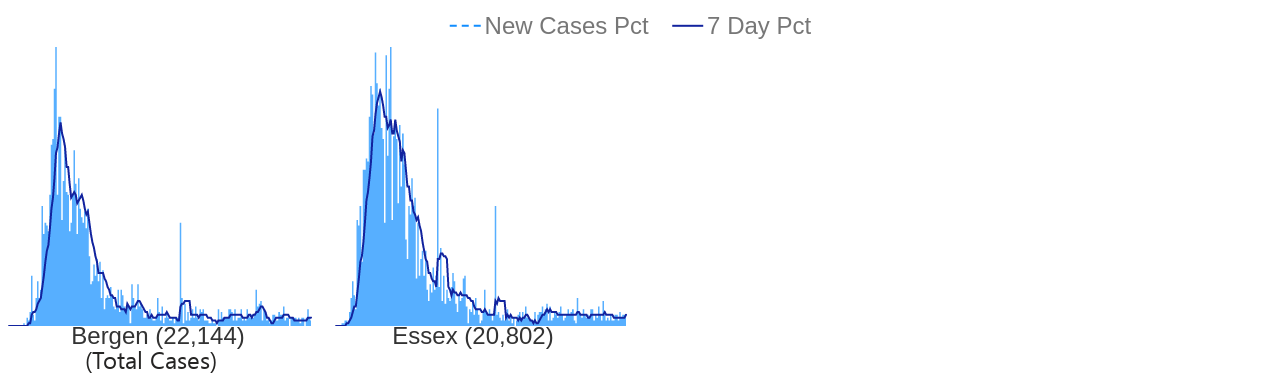 New Cases Pct 7 Day Pct
Bergen (22,144) Essex (20,802)
(Total Cases)